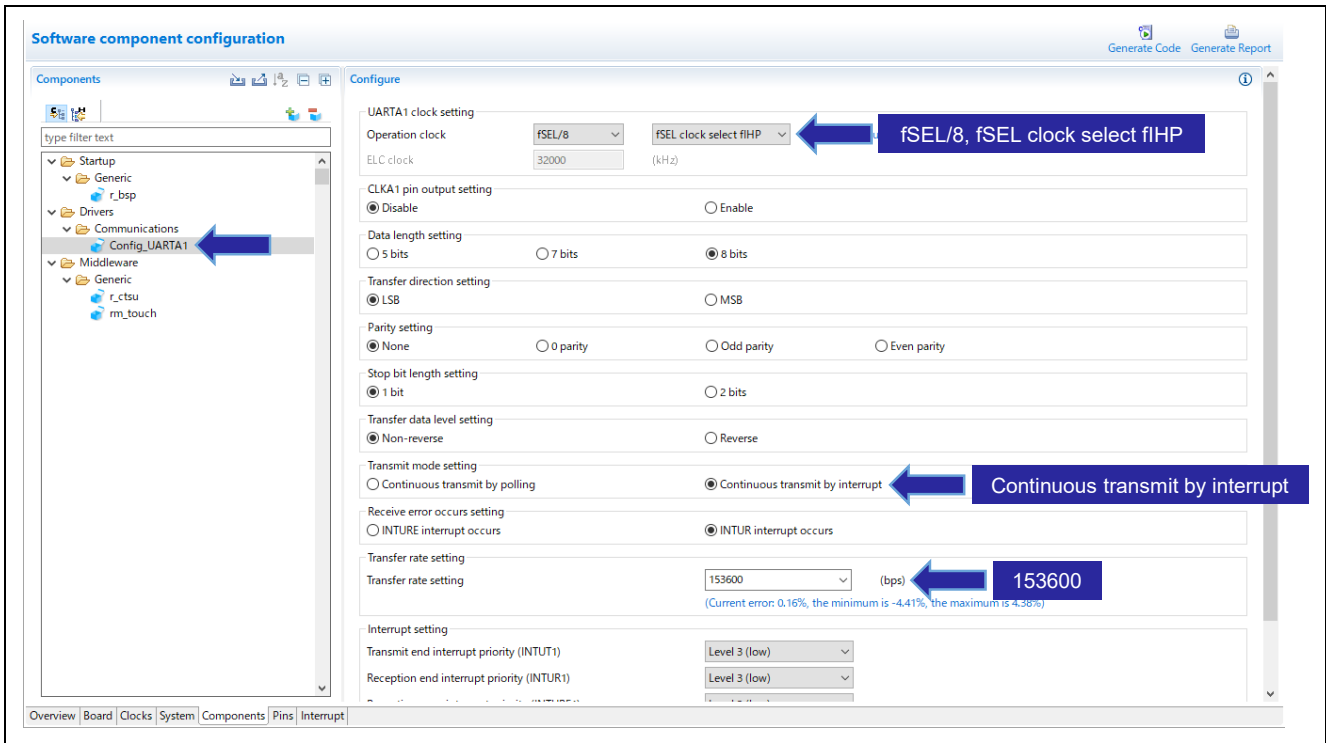 Software component configuration
Generate Code Generate Report
Components
type filter text
Startup
Generic
r_bsp
Drivers
Communications
Config_UARTA1
Middleware
Generic
r_ctsu
rm_touch
Configure
UARTA1 clock setting
Operation clock fSEL/8 fSEL clock select fIHP fSEL/8, fSEL clock select fIHP
ELC clock 32000 (kHz)
CLKA1 pin output setting
Disable Enable
Data length setting
5 bits 7 bits 8 bits
Transfer direction setting
LSB MSB
Parity setting
None 0 parity Odd parity Even parity
Stop bit length setting
1 bit 2 bits
Transfer data level setting
Non-reverse Reverse
Transmit mode setting
Continuous transmit by polling Continuous transmit by interrupt Continuous transmit by interrupt
Receive error occurs setting
INTURE interrupt occurs INTUR interrupt occurs
Transfer rate setting
Transfer rate setting 153600 (bps) 153600
(Current error: 0.16%, the minimum is -4.41%, the maximum is 4.38%)
Interrupt setting
Transmit end interrupt priority (INTUT1) Level 3 (low)
Reception end interrupt priority (INTUR1) Level 3 (low)
Overview Board Clocks System Components Pins Interrupt